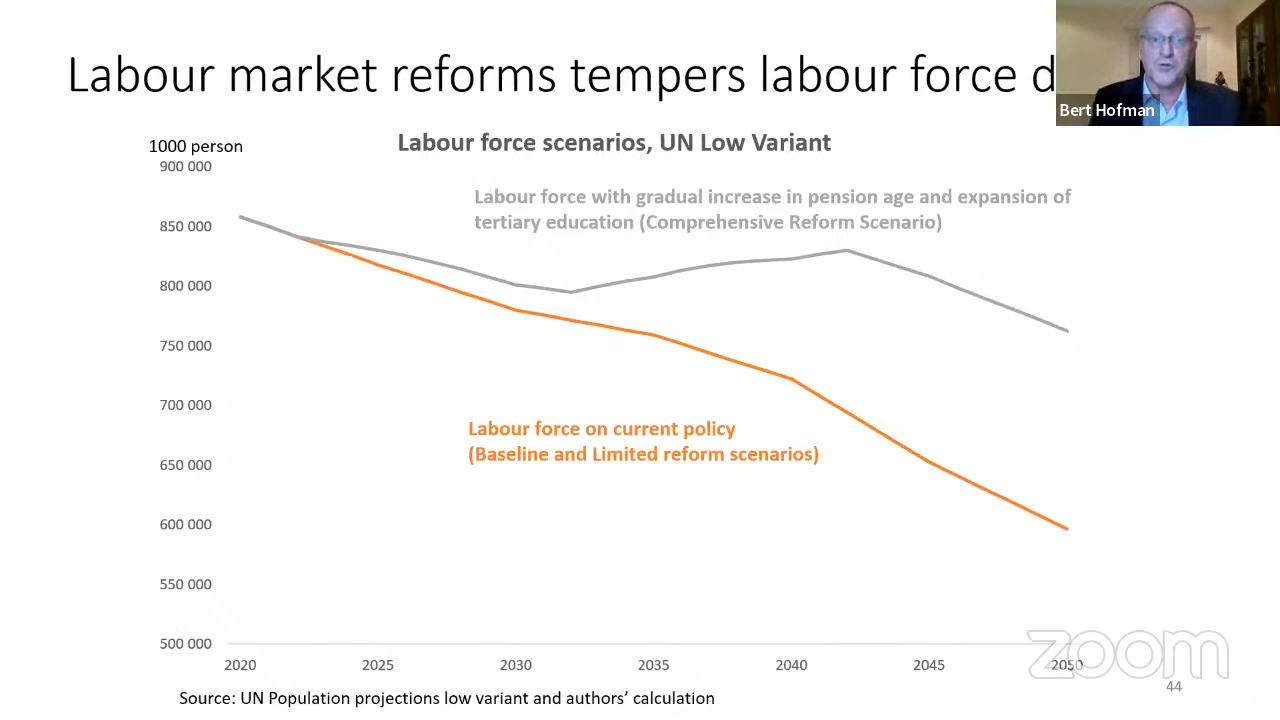 Labour market reforms tempers labour force d
Bert Hofman
1000 person
Labour force scenarios, UN Low Variant
900 000
Labour force with gradual increase in pension age and expansion of
tertiary education (Comprehensive Reform Scenario)
850 000
800 000
750 000
700 000
Labour force on current policy
(Baseline and Limited reform scenarios)
650 000
600 000
550 000
500 000
2020 2025 2030 2035 2040 2045 2050
zoom
44
Source: UN Population projections low variant and authors’ calculation